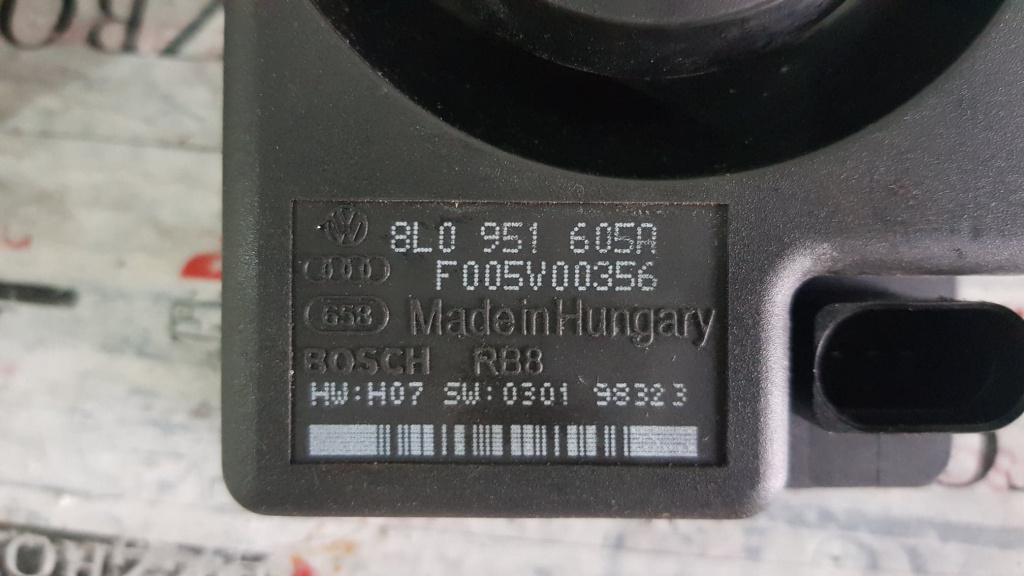 8L0 951 605A
F005V00356
658
Made in Hungary
BOSCH RB8
HW:H07 SW:0301 98323